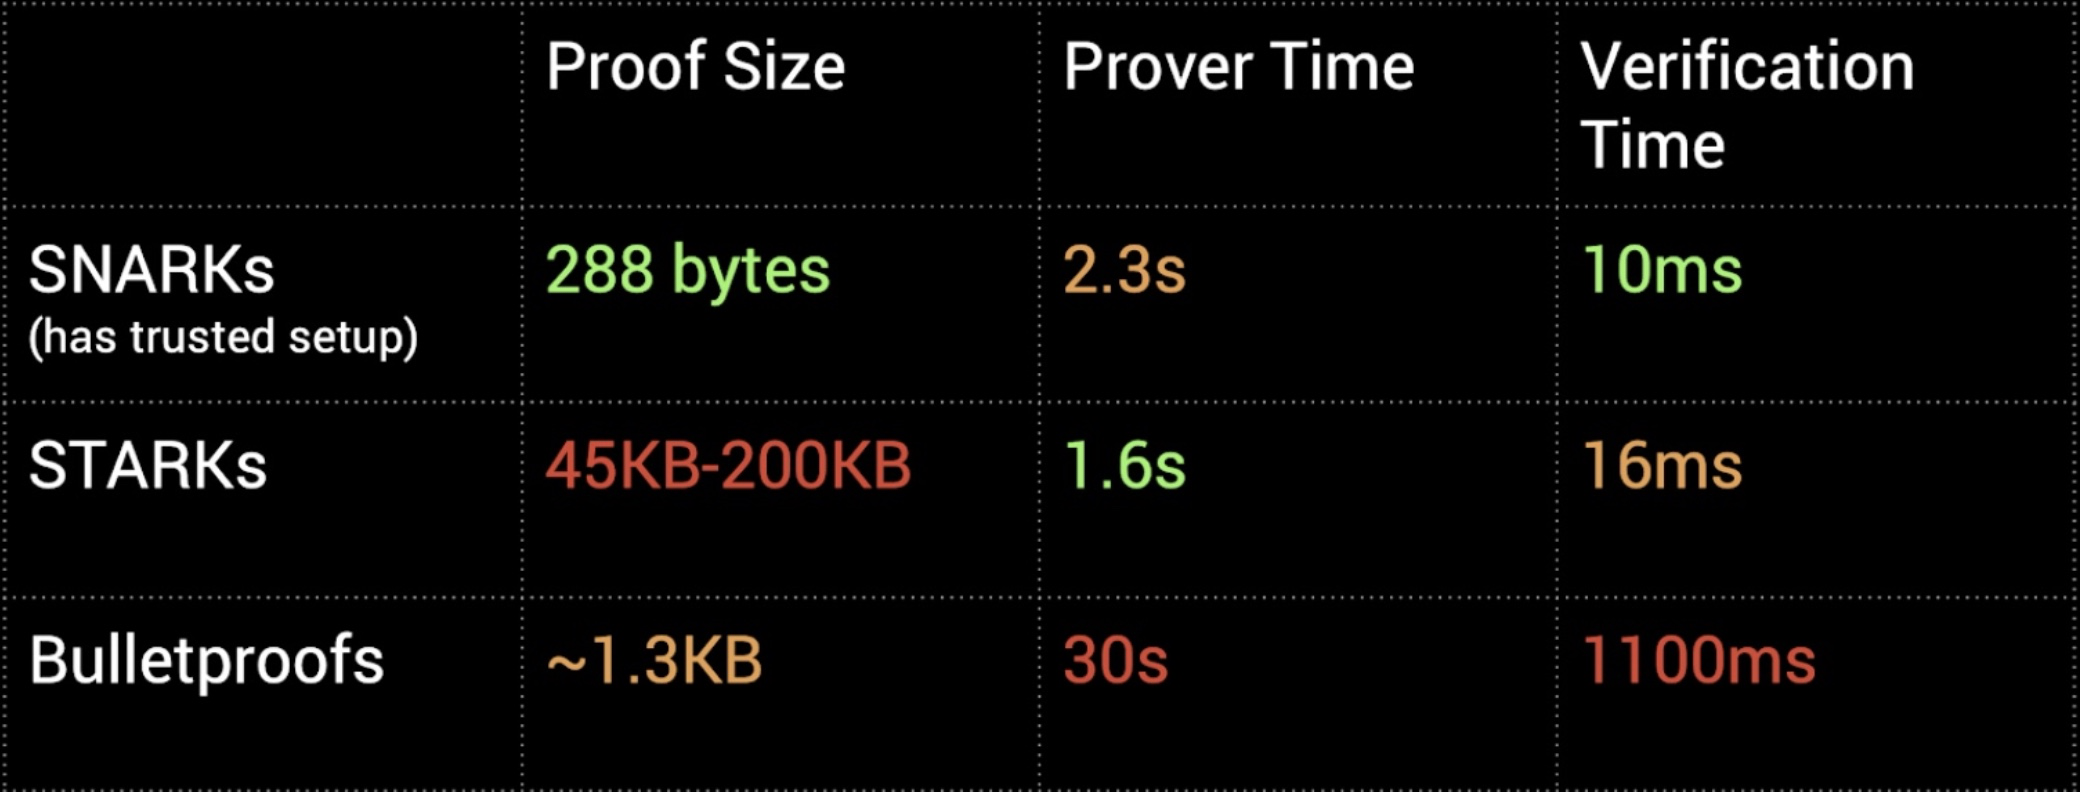 Proof Size Prover Time Verification
Time
SNARKs 288 bytes 2.3s 10ms
(has trusted setup)
STARKs 45KB-200KB 1.6s 16ms
Bulletproofs ~1.3KB 30s 1100ms